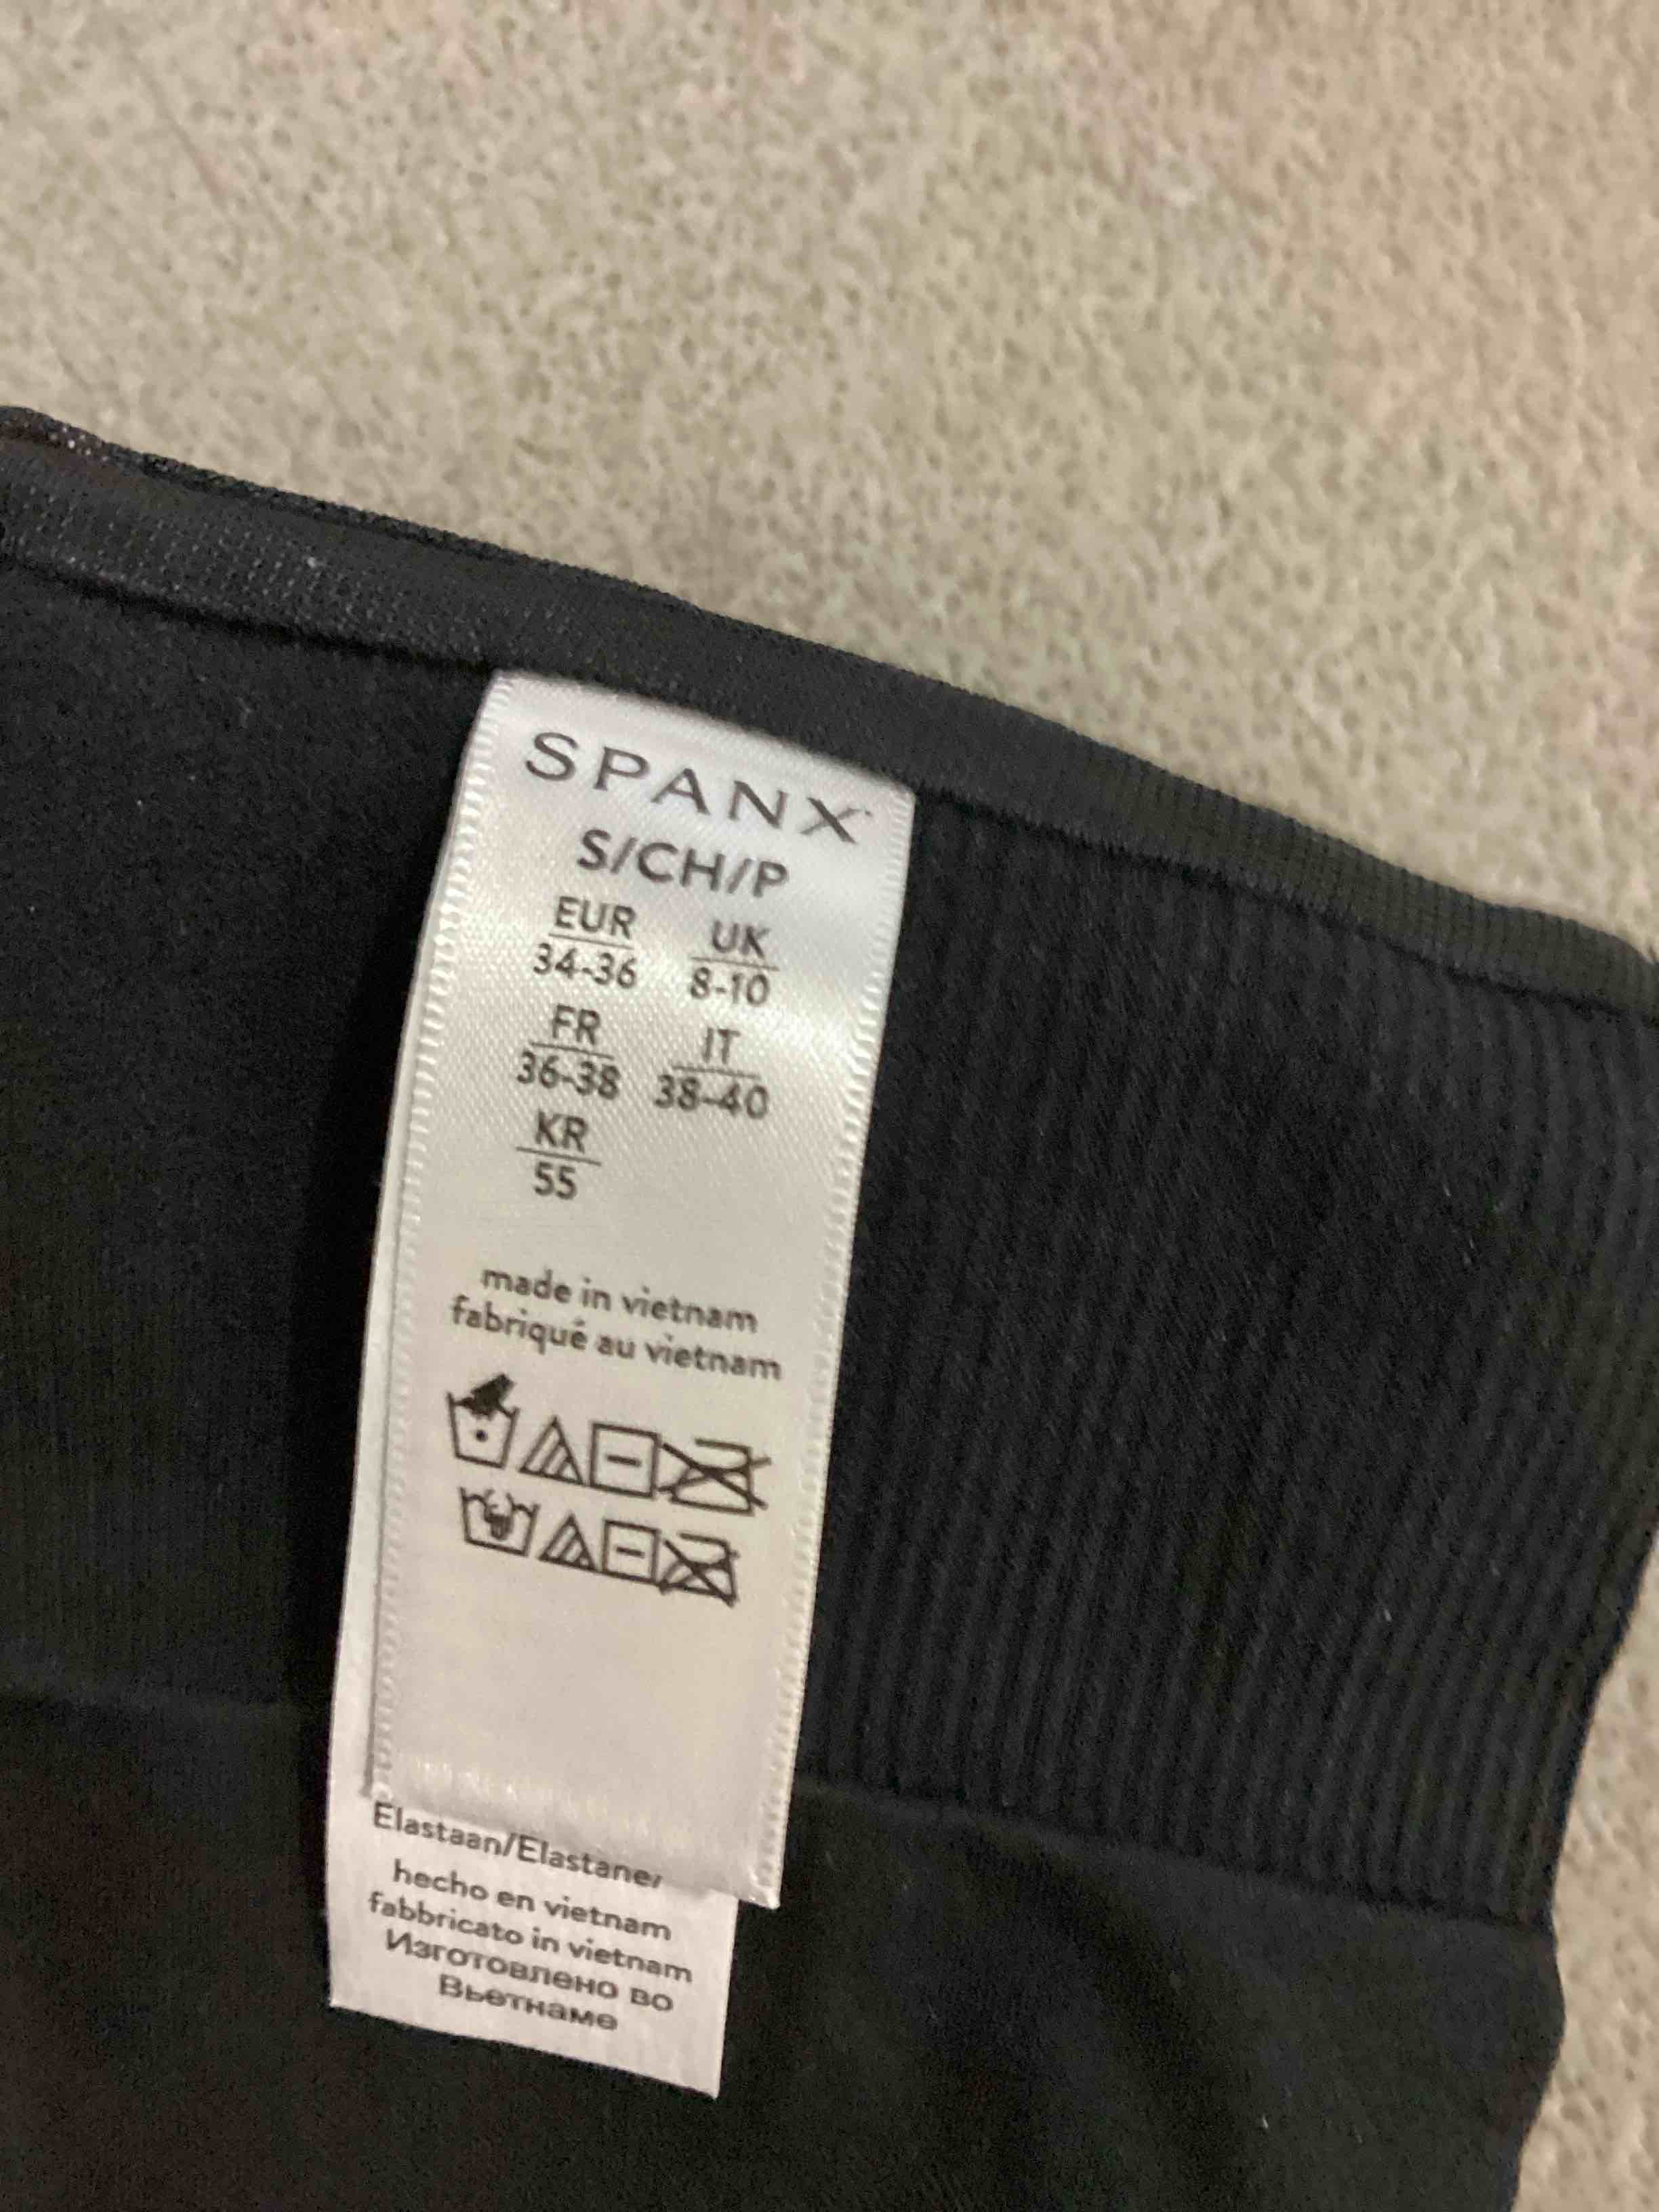 SPANX
S/CH/P
EUR UK
34-36 8-10
FR IT
36-38 38-40
KR
55
made in vietnam
fabriqué au vietnam
Elastaan/Elastane/
hecho en vietnam
fabbricato in vietnam
Изготовлено во
Вьетнаме